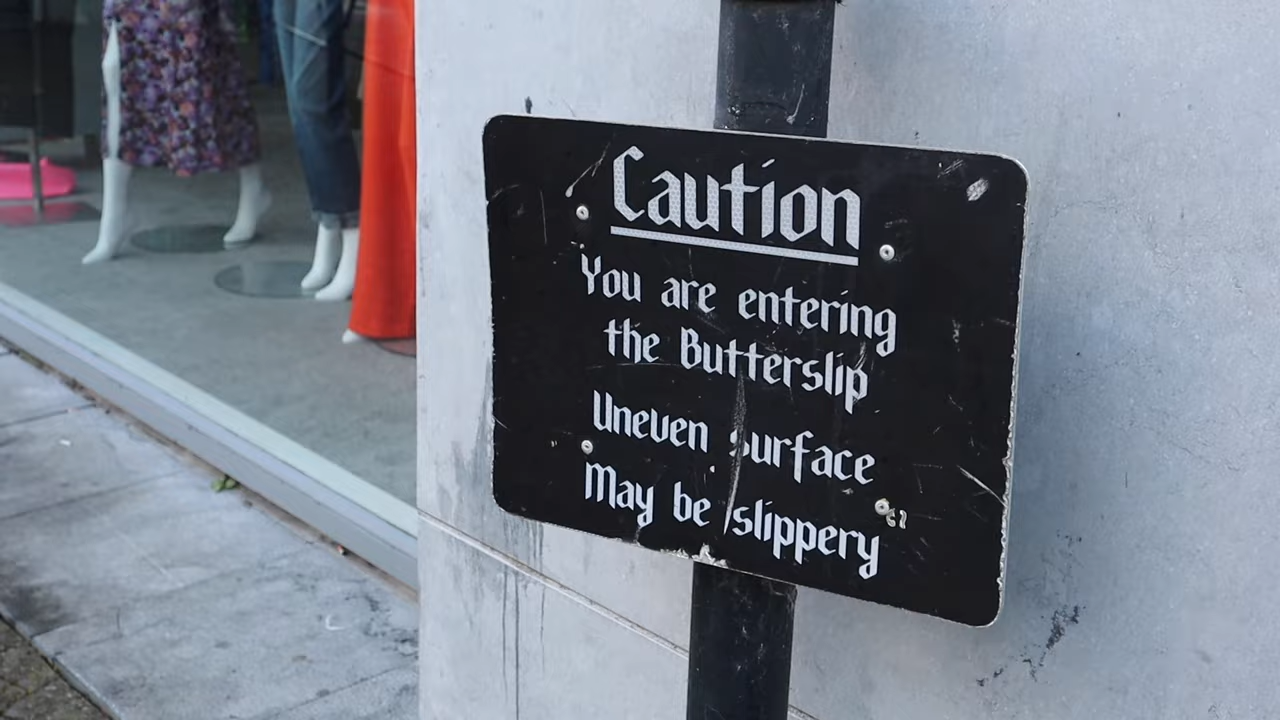 Caution
You are entering
the Butterslip
Uneven surface
May be slippery